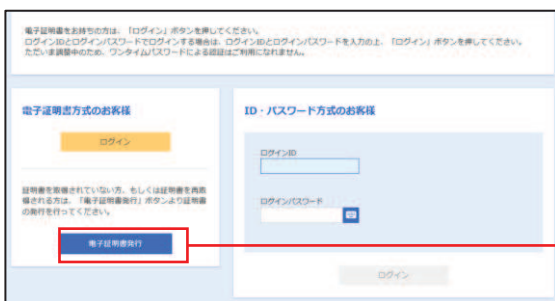 電子証明書をお持ちの方は、「ログイン」ボタンを押してください。
ログインIDとログインパスワードでログインする場合は、ログインIDとログインパスワードを入力の上、「ログイン」ボタンを押してください。
ただいま調整中のため、ワンタイムパスワードによる認証はご利用になれません。
電子証明書方式のお客様
ログイン
証明書を取得されていない方、もしくは証明書を再取
得される方は、「電子証明書発行」ボタンより証明書
の発行を行ってください。
電子証明書発行
ID・パスワード方式のお客様
ログインID
ログインパスワード
ログイン